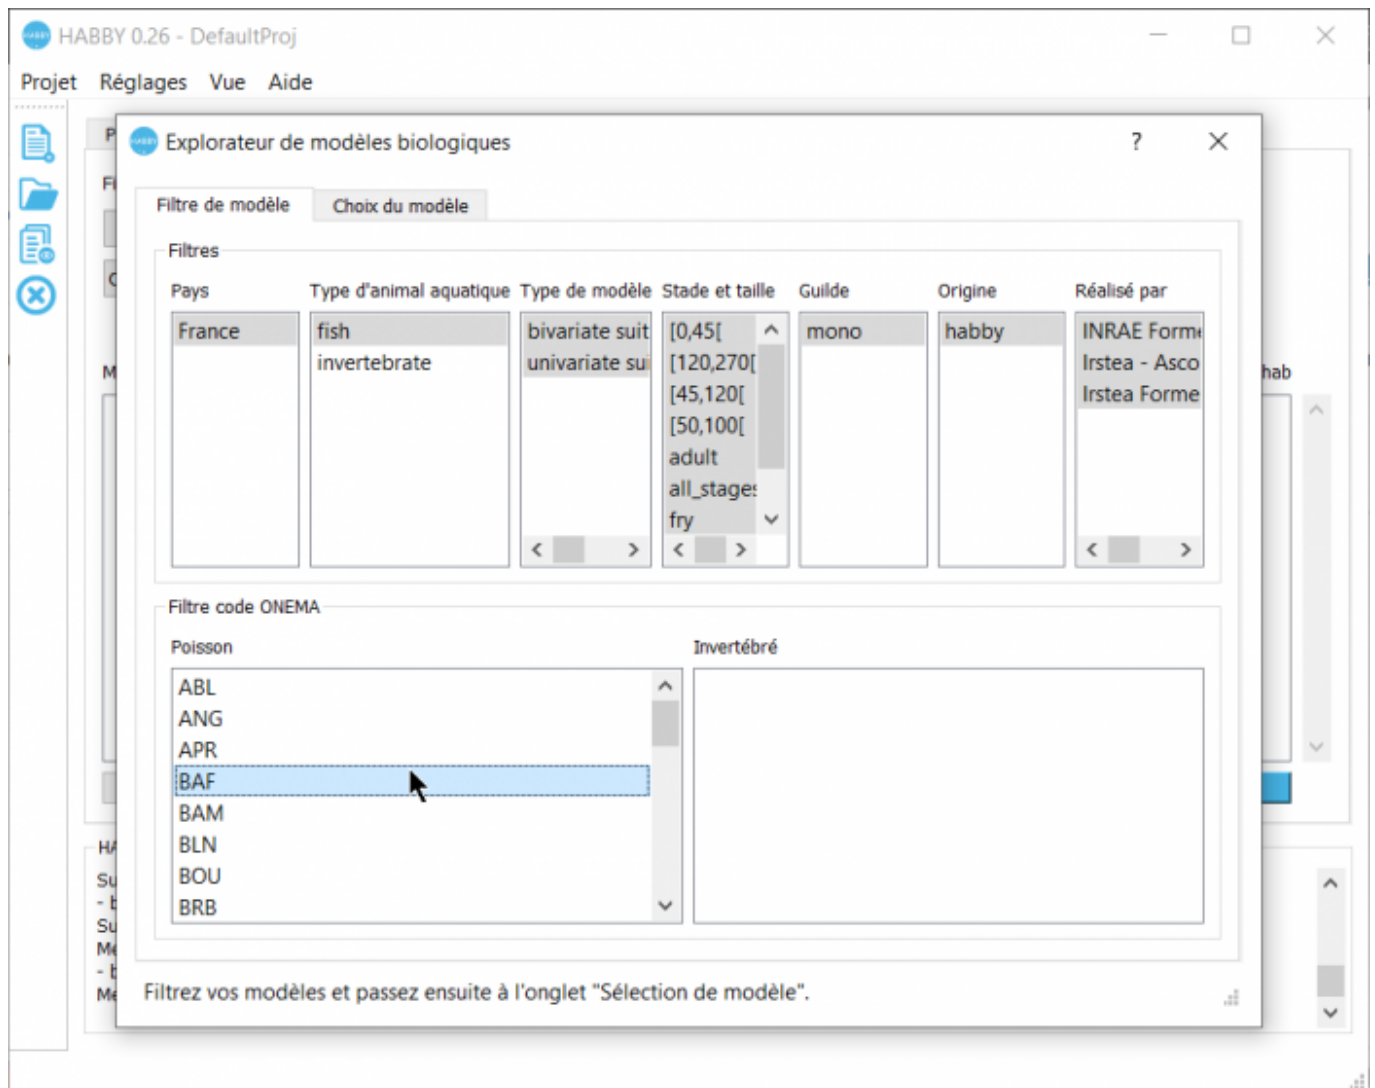 HABBY 0.26 - DefaultProj
Projet Réglages Vue Aide
Explorateur de modèles biologiques
Filtre de modèle Choix du modèle
Filtres
Pays Type d'animal aquatique Type de modèle Stade et taille Guilde Origine Réalisé par
France fish bivariate suit [0,45[ mono habby INRAE Forme
invertebrate univariate sui [120,270[ Irstea - Asco
[45,120[ Irstea Forme
[50,100[
adult
all_stages
fry
hab
Filtre code ONEMA
Poisson Invertébré
ABL
ANG
APR
BAF
BAM
BLN
BOU
BRB
Filtrez vos modèles et passez ensuite à l'onglet "Sélection de modèle".